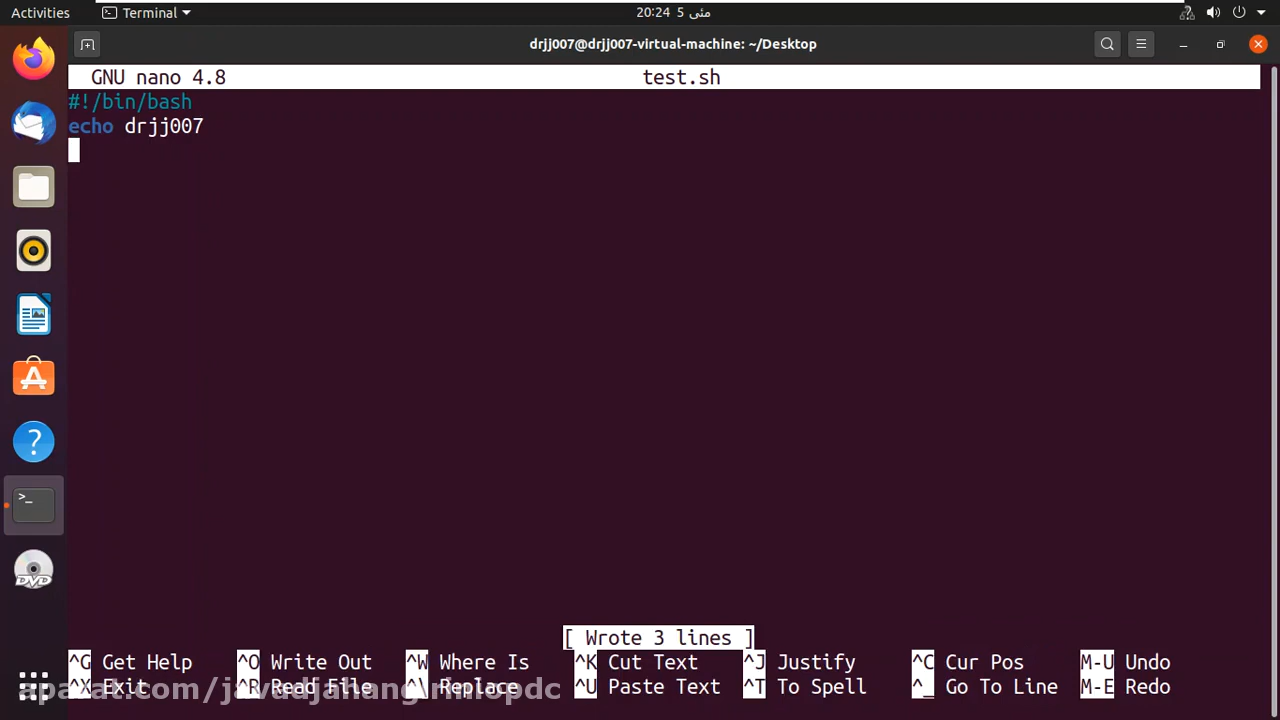 Activities
Terminal
مئی 5 20:24
drjj007@drjj007-virtual-machine: ~/Desktop
GNU nano 4.8 test.sh
#!/bin/bash
echo drjj007
[ Wrote 3 lines ]
^G Get Help ^O Write Out ^W Where Is ^K Cut Text ^J Justify ^C Cur Pos M-U Undo
^X Exit ^R Read File ^\ Replace ^U Paste Text ^T To Spell ^_ Go To Line M-E Redo
DVD